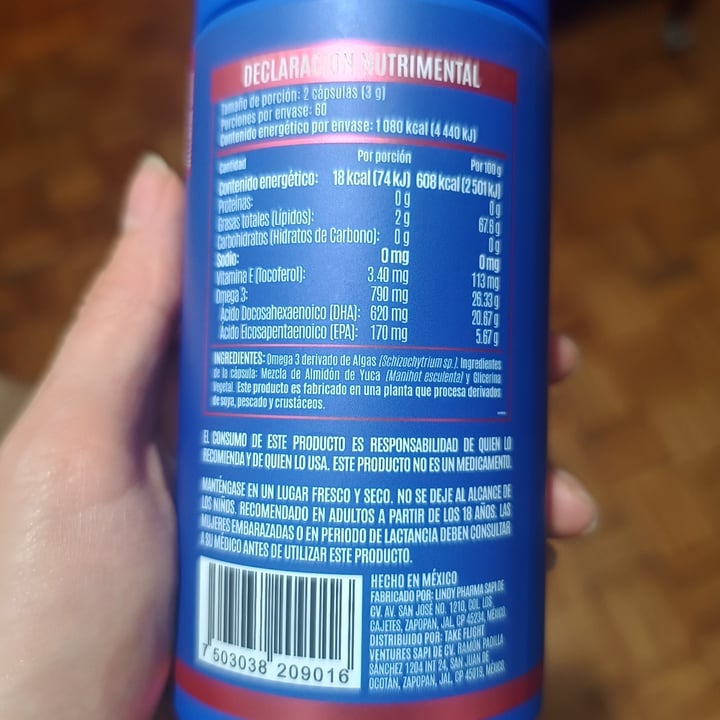 DECLARACIÓN NUTRIMENTAL
Tamaño de porción: 2 cápsulas (3 g)
Porciones por envase: 60
Contenido energético por envase: 1 080 kcal (4 440 kJ)
Cantidad Por porción Por 100 g
Contenido energético: 18 kcal (74 kJ) 608 kcal (2 501 kJ)
Proteínas: 0 g 0 g
Grasas totales (Lípidos): 2 g 67.6 g
Carbohidratos (Hidratos de Carbono): 0 g 0 g
Sodio: 0 mg 0 mg
Vitamina E (Tocoferol): 3.40 mg 113 mg
Omega 3: 790 mg 26.33 g
Ácido Docosahexaenoico (DHA): 620 mg 20.67 g
Ácido Eicosapentaenoico (EPA): 170 mg 5.67 g
INGREDIENTES: Omega 3 derivado de Algas (Schizochytrium sp.). Ingredientes
de la cápsula: Mezcla de Almidón de Yuca (Manihot esculenta) y Glicerina
Vegetal. Este producto es fabricado en una planta que procesa derivados
de soya, pescado y crustáceos.
EL CONSUMO DE ESTE PRODUCTO ES RESPONSABILIDAD DE QUIEN LO
RECOMIENDA Y DE QUIEN LO USA. ESTE PRODUCTO NO ES UN MEDICAMENTO.
MANTÉNGASE EN UN LUGAR FRESCO Y SECO. NO SE DEJE AL ALCANCE DE
LOS NIÑOS. RECOMENDADO EN ADULTOS A PARTIR DE LOS 18 AÑOS. LAS
MUJERES EMBARAZADAS O EN PERIODO DE LACTANCIA DEBEN CONSULTAR
A SU MÉDICO ANTES DE UTILIZAR ESTE PRODUCTO.
HECHO EN MÉXICO
FABRICADO POR: LINDY PHARMA SAPI DE
CV. AV. SAN JOSÉ NO. 1210, COL. LOS
CAJETES, ZAPOPAN, JAL, CP 45234, MÉXICO.
DISTRIBUIDO POR: TAKE FLIGHT
VENTURES SAPI DE CV. RAMÓN PADILLA
SÁNCHEZ 1204 INT 24, SAN JUAN DE
OCOTÁN, ZAPOPAN, JAL, CP 45019, MÉXICO.
7 503038 209016